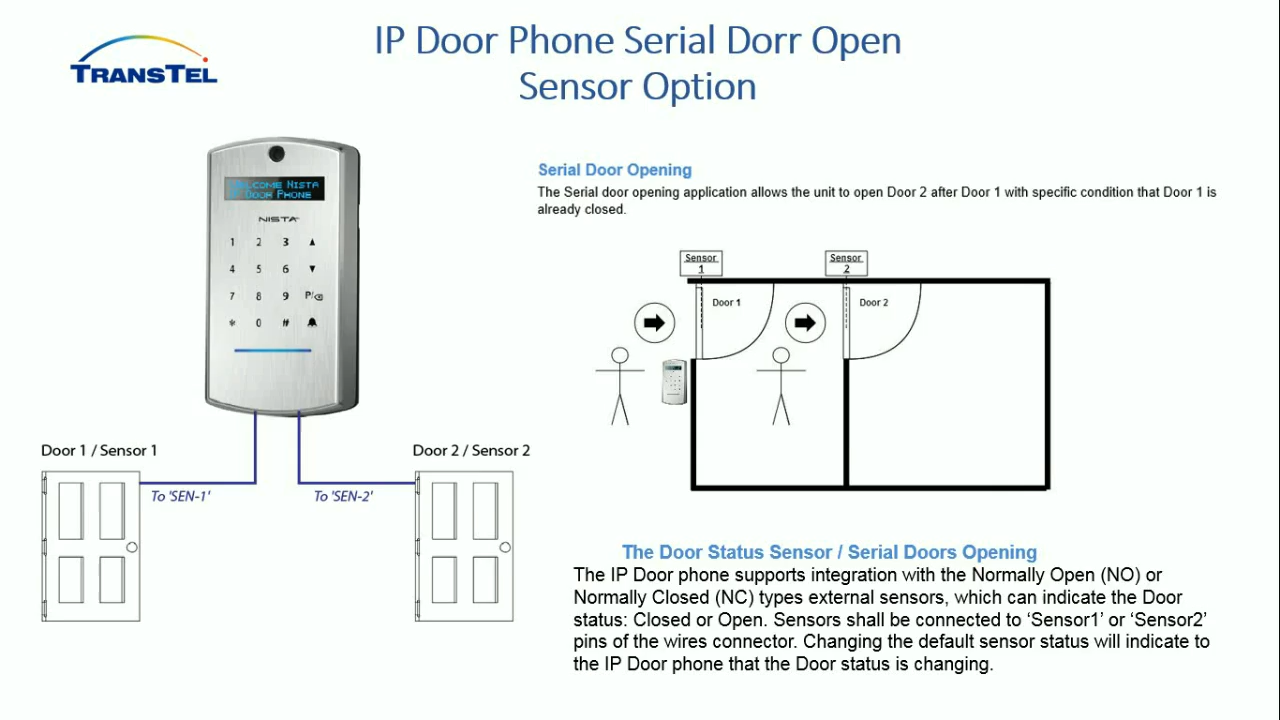 IP Door Phone Serial Dorr Open
Sensor Option
TRANSTEL
Serial Door Opening
The Serial door opening application allows the unit to open Door 2 after Door 1 with specific condition that Door 1 is
already closed.
WELCOME NISTA
IP DOOR PHONE
NISTA
1 2 3 ▲
4 5 6 ▼
7 8 9 P/⌫
* 0 #
Sensor
1
Sensor
2
Door 1
Door 2
Door 1 / Sensor 1
Door 2 / Sensor 2
To 'SEN-1'
To 'SEN-2'
The Door Status Sensor / Serial Doors Opening
The IP Door phone supports integration with the Normally Open (NO) or
Normally Closed (NC) types external sensors, which can indicate the Door
status: Closed or Open. Sensors shall be connected to ‘Sensor1’ or ‘Sensor2’
pins of the wires connector. Changing the default sensor status will indicate to
the IP Door phone that the Door status is changing.